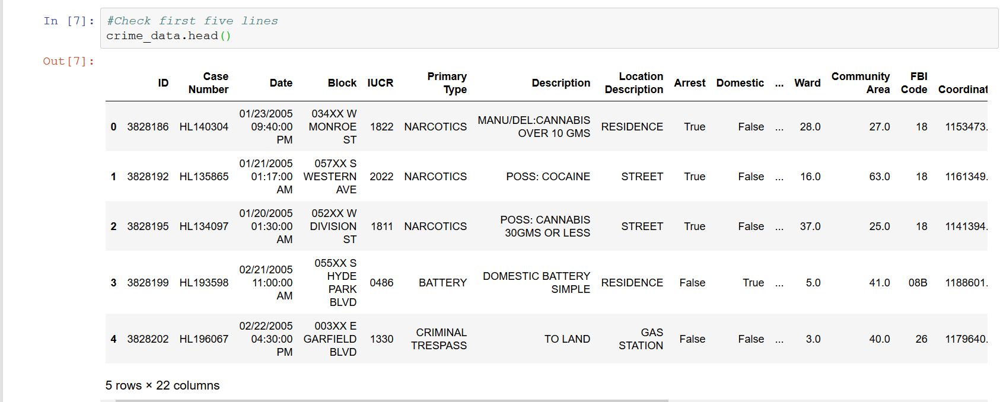 In [7]: #Check first five lines
crime_data.head()
Out[7]:
ID Case Number Date Block IUCR Primary Type Description Location Description Arrest Domestic ... Ward Community Area FBI Code Coordinat
0 3828186 HL140304 01/23/2005 09:40:00 PM 034XX W MONROE ST 1822 NARCOTICS MANU/DEL:CANNABIS OVER 10 GMS RESIDENCE True False ... 28.0 27.0 18 1153473.
1 3828192 HL135865 01/21/2005 01:17:00 AM 057XX S WESTERN AVE 2022 NARCOTICS POSS: COCAINE STREET True False ... 16.0 63.0 18 1161349.
2 3828195 HL134097 01/20/2005 01:30:00 AM 052XX W DIVISION ST 1811 NARCOTICS POSS: CANNABIS 30GMS OR LESS STREET True False ... 37.0 25.0 18 1141394.
3 3828199 HL193598 02/21/2005 11:00:00 AM 055XX S HYDE PARK BLVD 0486 BATTERY DOMESTIC BATTERY SIMPLE RESIDENCE False True ... 5.0 41.0 08B 1188601.
4 3828202 HL196067 02/22/2005 04:30:00 PM 003XX E GARFIELD BLVD 1330 CRIMINAL TRESPASS TO LAND GAS STATION False False ... 3.0 40.0 26 1179640.
5 rows × 22 columns